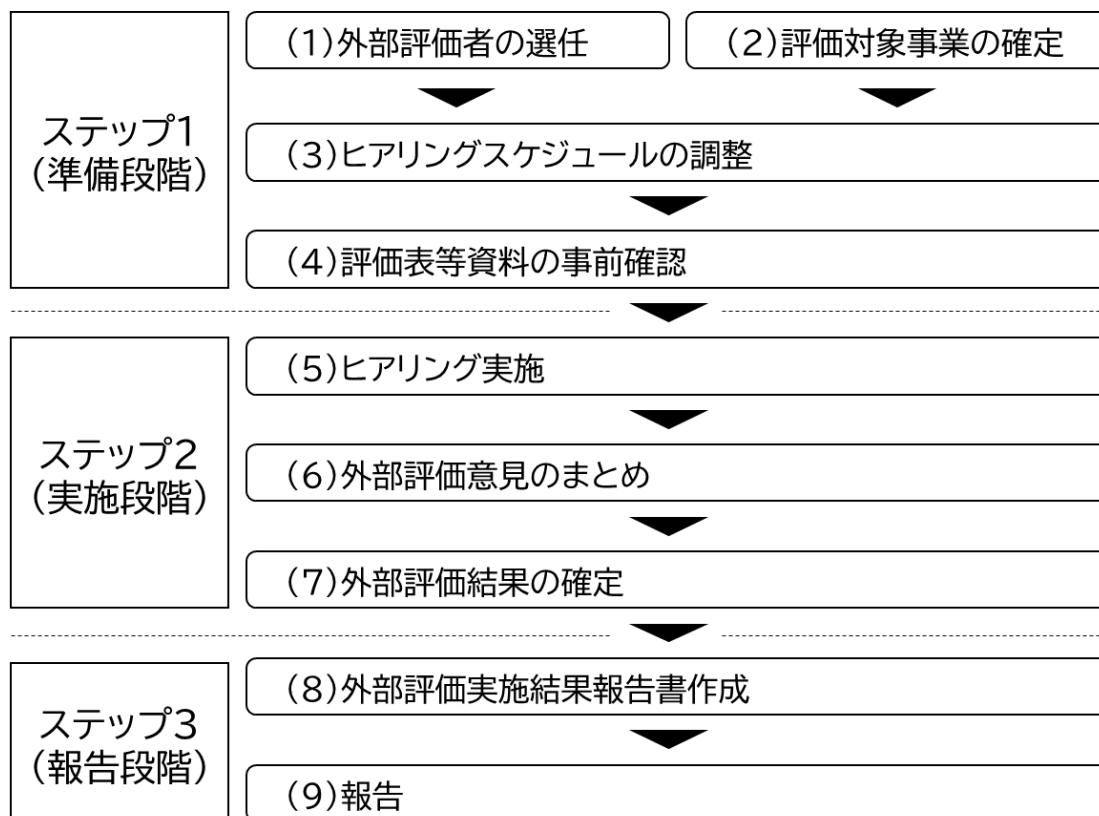 ステップ1
(準備段階)
(1)外部評価者の選任
(2)評価対象事業の確定
(3)ヒアリングスケジュールの調整
(4)評価表等資料の事前確認
ステップ2
(実施段階)
(5)ヒアリング実施
(6)外部評価意見のまとめ
(7)外部評価結果の確定
ステップ3
(報告段階)
(8)外部評価実施結果報告書作成
(9)報告